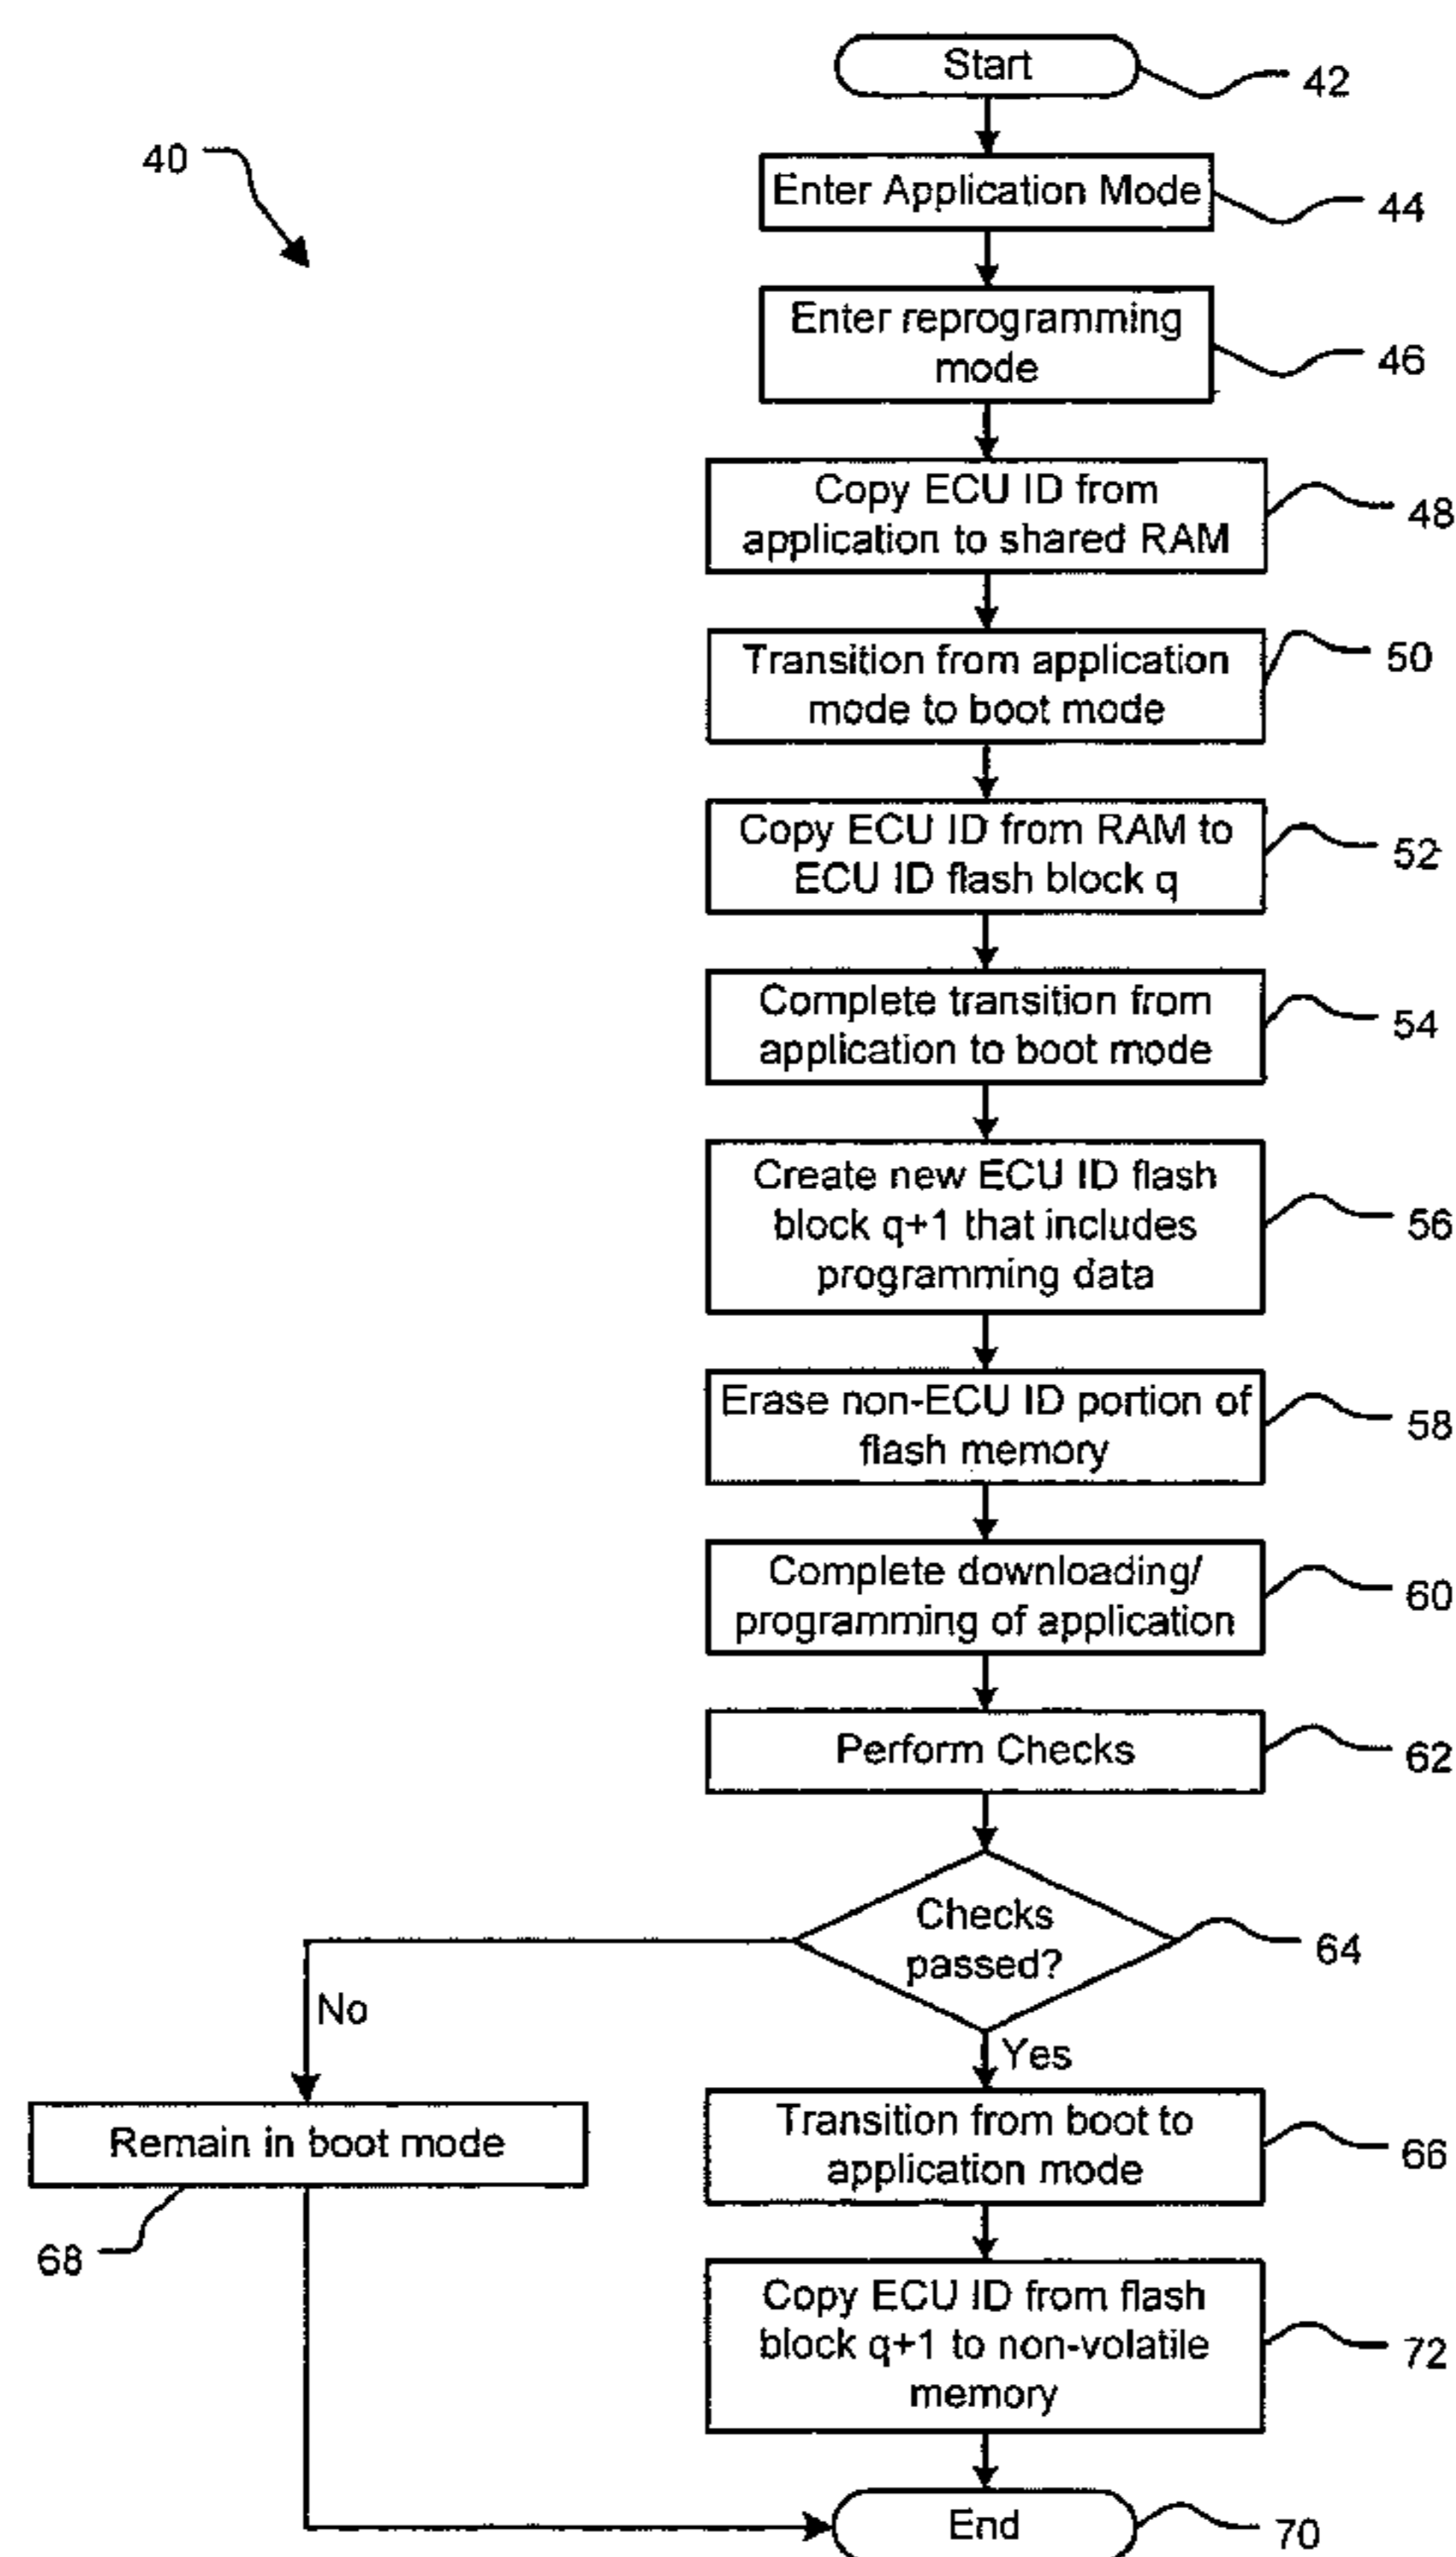 Start
42
40
Enter Application Mode
44
Enter reprogramming
mode
46
Copy ECU ID from
application to shared RAM
48
Transition from application
mode to boot mode
50
Copy ECU ID from RAM to
ECU ID flash block q
52
Complete transition from
application to boot mode
54
Create new ECU ID flash
block q+1 that includes
programming data
56
Erase non-ECU ID portion of
flash memory
58
Complete downloading/
programming of application
60
Perform Checks
62
Checks
passed?
64
No
Yes
Remain in boot mode
68
Transition from boot to
application mode
66
Copy ECU ID from flash
block q+1 to non-volatile
memory
72
End
70